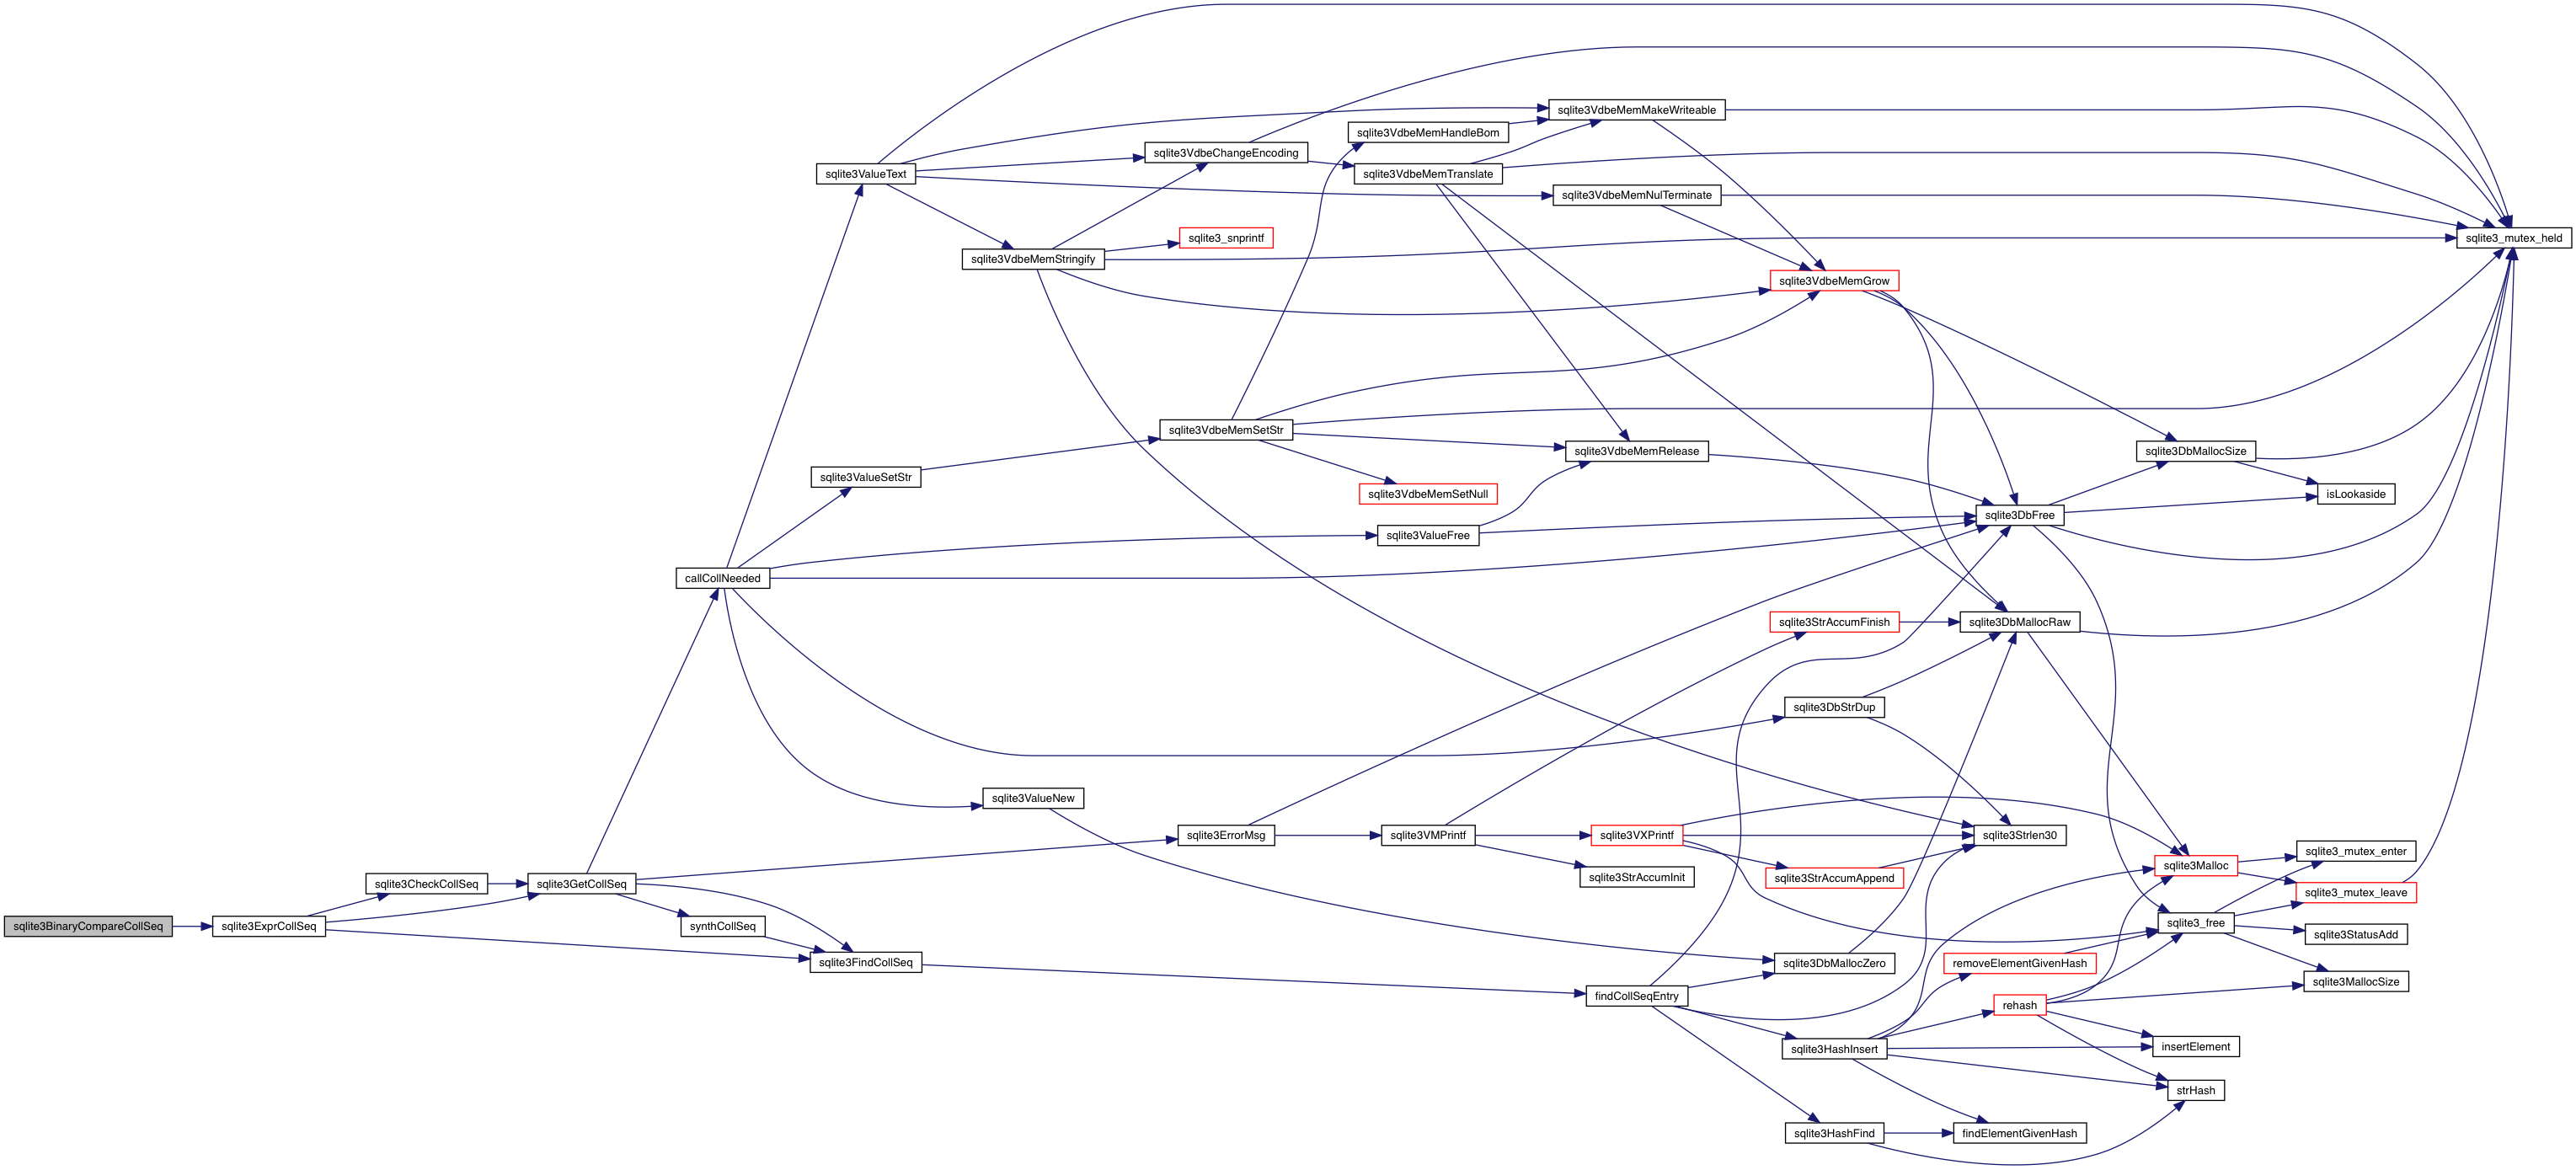 sqlite3VdbeMemMakeWriteable
sqlite3VdbeMemHandleBom
sqlite3VdbeChangeEncoding
sqlite3ValueText
sqlite3VdbeMemTranslate
sqlite3VdbeMemNulTerminate
sqlite3_snprintf
sqlite3_mutex_held
sqlite3VdbeMemStringify
sqlite3VdbeMemGrow
sqlite3VdbeMemSetStr
sqlite3VdbeMemRelease
sqlite3DbMallocSize
sqlite3ValueSetStr
sqlite3VdbeMemSetNull
isLookaside
sqlite3DbFree
sqlite3ValueFree
callCollNeeded
sqlite3StrAccumFinish
sqlite3DbMallocRaw
sqlite3DbStrDup
sqlite3ValueNew
sqlite3ErrorMsg
sqlite3VMPrintf
sqlite3VXPrintf
sqlite3Strlen30
sqlite3_mutex_enter
sqlite3Malloc
sqlite3StrAccumInit
sqlite3StrAccumAppend
sqlite3CheckCollSeq
sqlite3GetCollSeq
sqlite3_mutex_leave
sqlite3_free
sqlite3BinaryCompareCollSeq
sqlite3ExprCollSeq
synthCollSeq
sqlite3StatusAdd
sqlite3FindCollSeq
sqlite3DbMallocZero
removeElementGivenHash
sqlite3MallocSize
findCollSeqEntry
rehash
sqlite3HashInsert
insertElement
strHash
sqlite3HashFind
findElementGivenHash